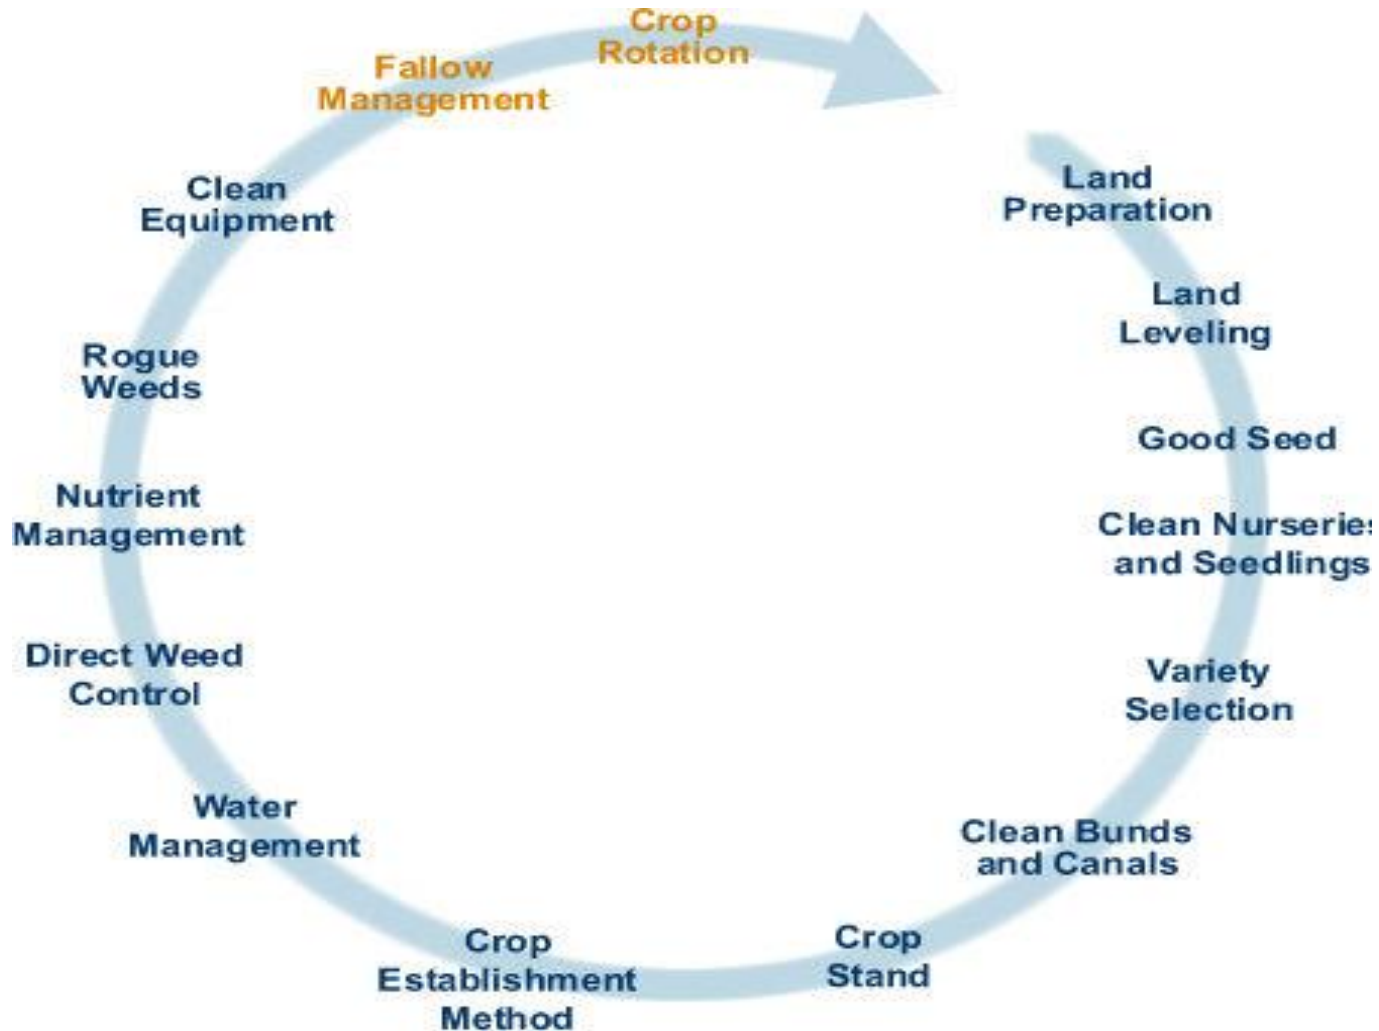 Crop
Rotation
Fallow
Management
Clean
Equipment
Rogue
Weeds
Nutrient
Management
Direct Weed
Control
Water
Management
Crop
Establishment
Method
Crop
Stand
Clean Bunds
and Canals
Variety
Selection
Clean Nurseries
and Seedlings
Good Seed
Land
Leveling
Land
Preparation